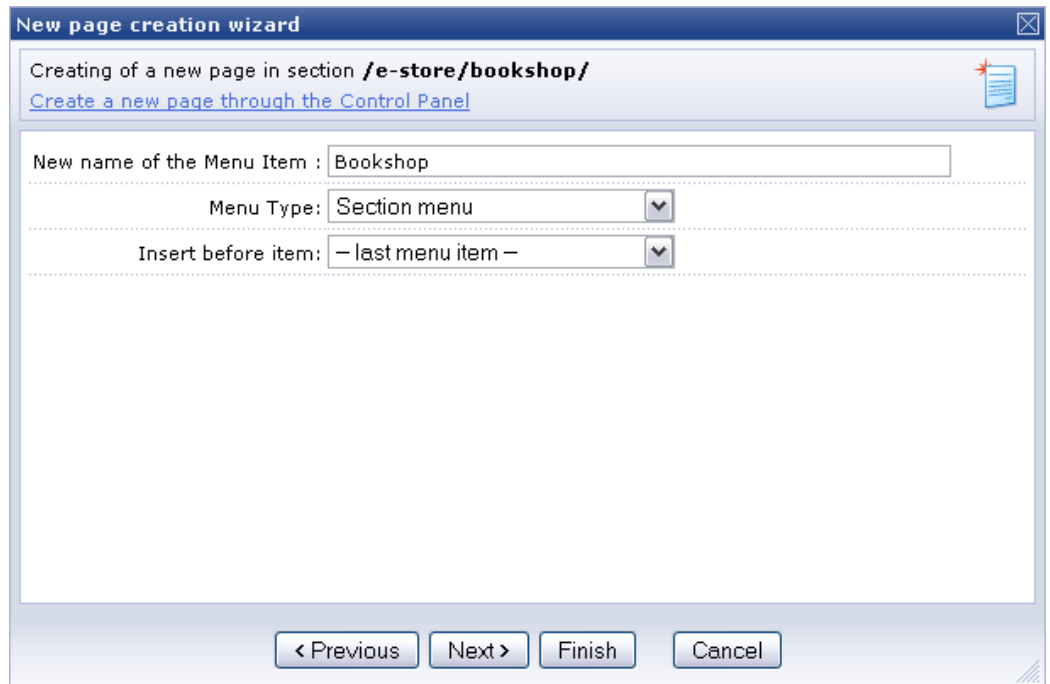 New page creation wizard
Creating of a new page in section /e-store/bookshop/
Create a new page through the Control Panel
New name of the Menu Item : Bookshop
Menu Type: Section menu
Insert before item: – last menu item –
< Previous Next > Finish Cancel